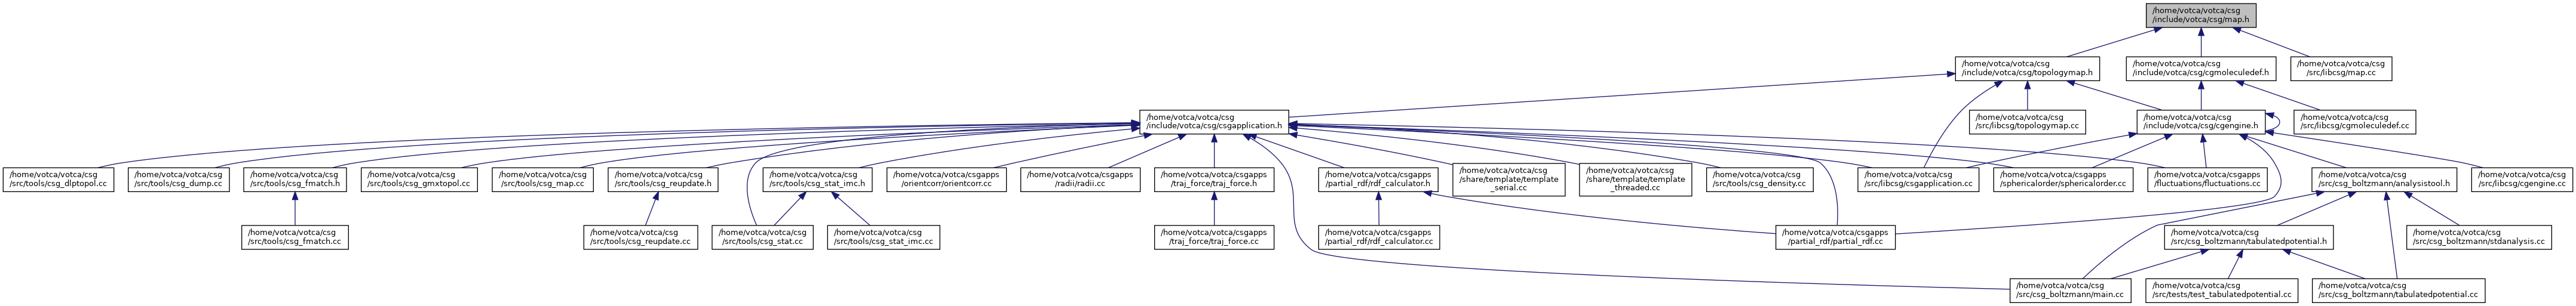 /home/votca/votca/csg
/include/votca/csg/map.h
/home/votca/votca/csg
/include/votca/csg/topologymap.h
/home/votca/votca/csg
/include/votca/csg/cgmoleculedef.h
/home/votca/votca/csg
/src/libcsg/map.cc
/home/votca/votca/csg
/include/votca/csg/csgapplication.h
/home/votca/votca/csg
/src/libcsg/topologymap.cc
/home/votca/votca/csg
/include/votca/csg/cgengine.h
/home/votca/votca/csg
/src/libcsg/cgmoleculedef.cc
/home/votca/votca/csg
/src/tools/csg_dlptopol.cc
/home/votca/votca/csg
/src/tools/csg_dump.cc
/home/votca/votca/csg
/src/tools/csg_fmatch.h
/home/votca/votca/csg
/src/tools/csg_gmxtopol.cc
/home/votca/votca/csg
/src/tools/csg_map.cc
/home/votca/votca/csg
/src/tools/csg_reupdate.h
/home/votca/votca/csg
/src/tools/csg_stat_imc.h
/home/votca/votca/csgapps
/orientcorr/orientcorr.cc
/home/votca/votca/csgapps
/radii/radii.cc
/home/votca/votca/csgapps
/traj_force/traj_force.h
/home/votca/votca/csgapps
/partial_rdf/rdf_calculator.h
/home/votca/votca/csg
/share/template/template
_serial.cc
/home/votca/votca/csg
/share/template/template
_threaded.cc
/home/votca/votca/csg
/src/tools/csg_density.cc
/home/votca/votca/csg
/src/libcsg/csgapplication.cc
/home/votca/votca/csgapps
/sphericalorder/sphericalorder.cc
/home/votca/votca/csgapps
/fluctuations/fluctuations.cc
/home/votca/votca/csg
/src/csg_boltzmann/analysistool.h
/home/votca/votca/csg
/src/libcsg/cgengine.cc
/home/votca/votca/csg
/src/tools/csg_fmatch.cc
/home/votca/votca/csg
/src/tools/csg_reupdate.cc
/home/votca/votca/csg
/src/tools/csg_stat.cc
/home/votca/votca/csg
/src/tools/csg_stat_imc.cc
/home/votca/votca/csgapps
/traj_force/traj_force.cc
/home/votca/votca/csgapps
/partial_rdf/rdf_calculator.cc
/home/votca/votca/csgapps
/partial_rdf/partial_rdf.cc
/home/votca/votca/csg
/src/csg_boltzmann/tabulatedpotential.h
/home/votca/votca/csg
/src/csg_boltzmann/stdanalysis.cc
/home/votca/votca/csg
/src/csg_boltzmann/main.cc
/home/votca/votca/csg
/src/tests/test_tabulatedpotential.cc
/home/votca/votca/csg
/src/csg_boltzmann/tabulatedpotential.cc